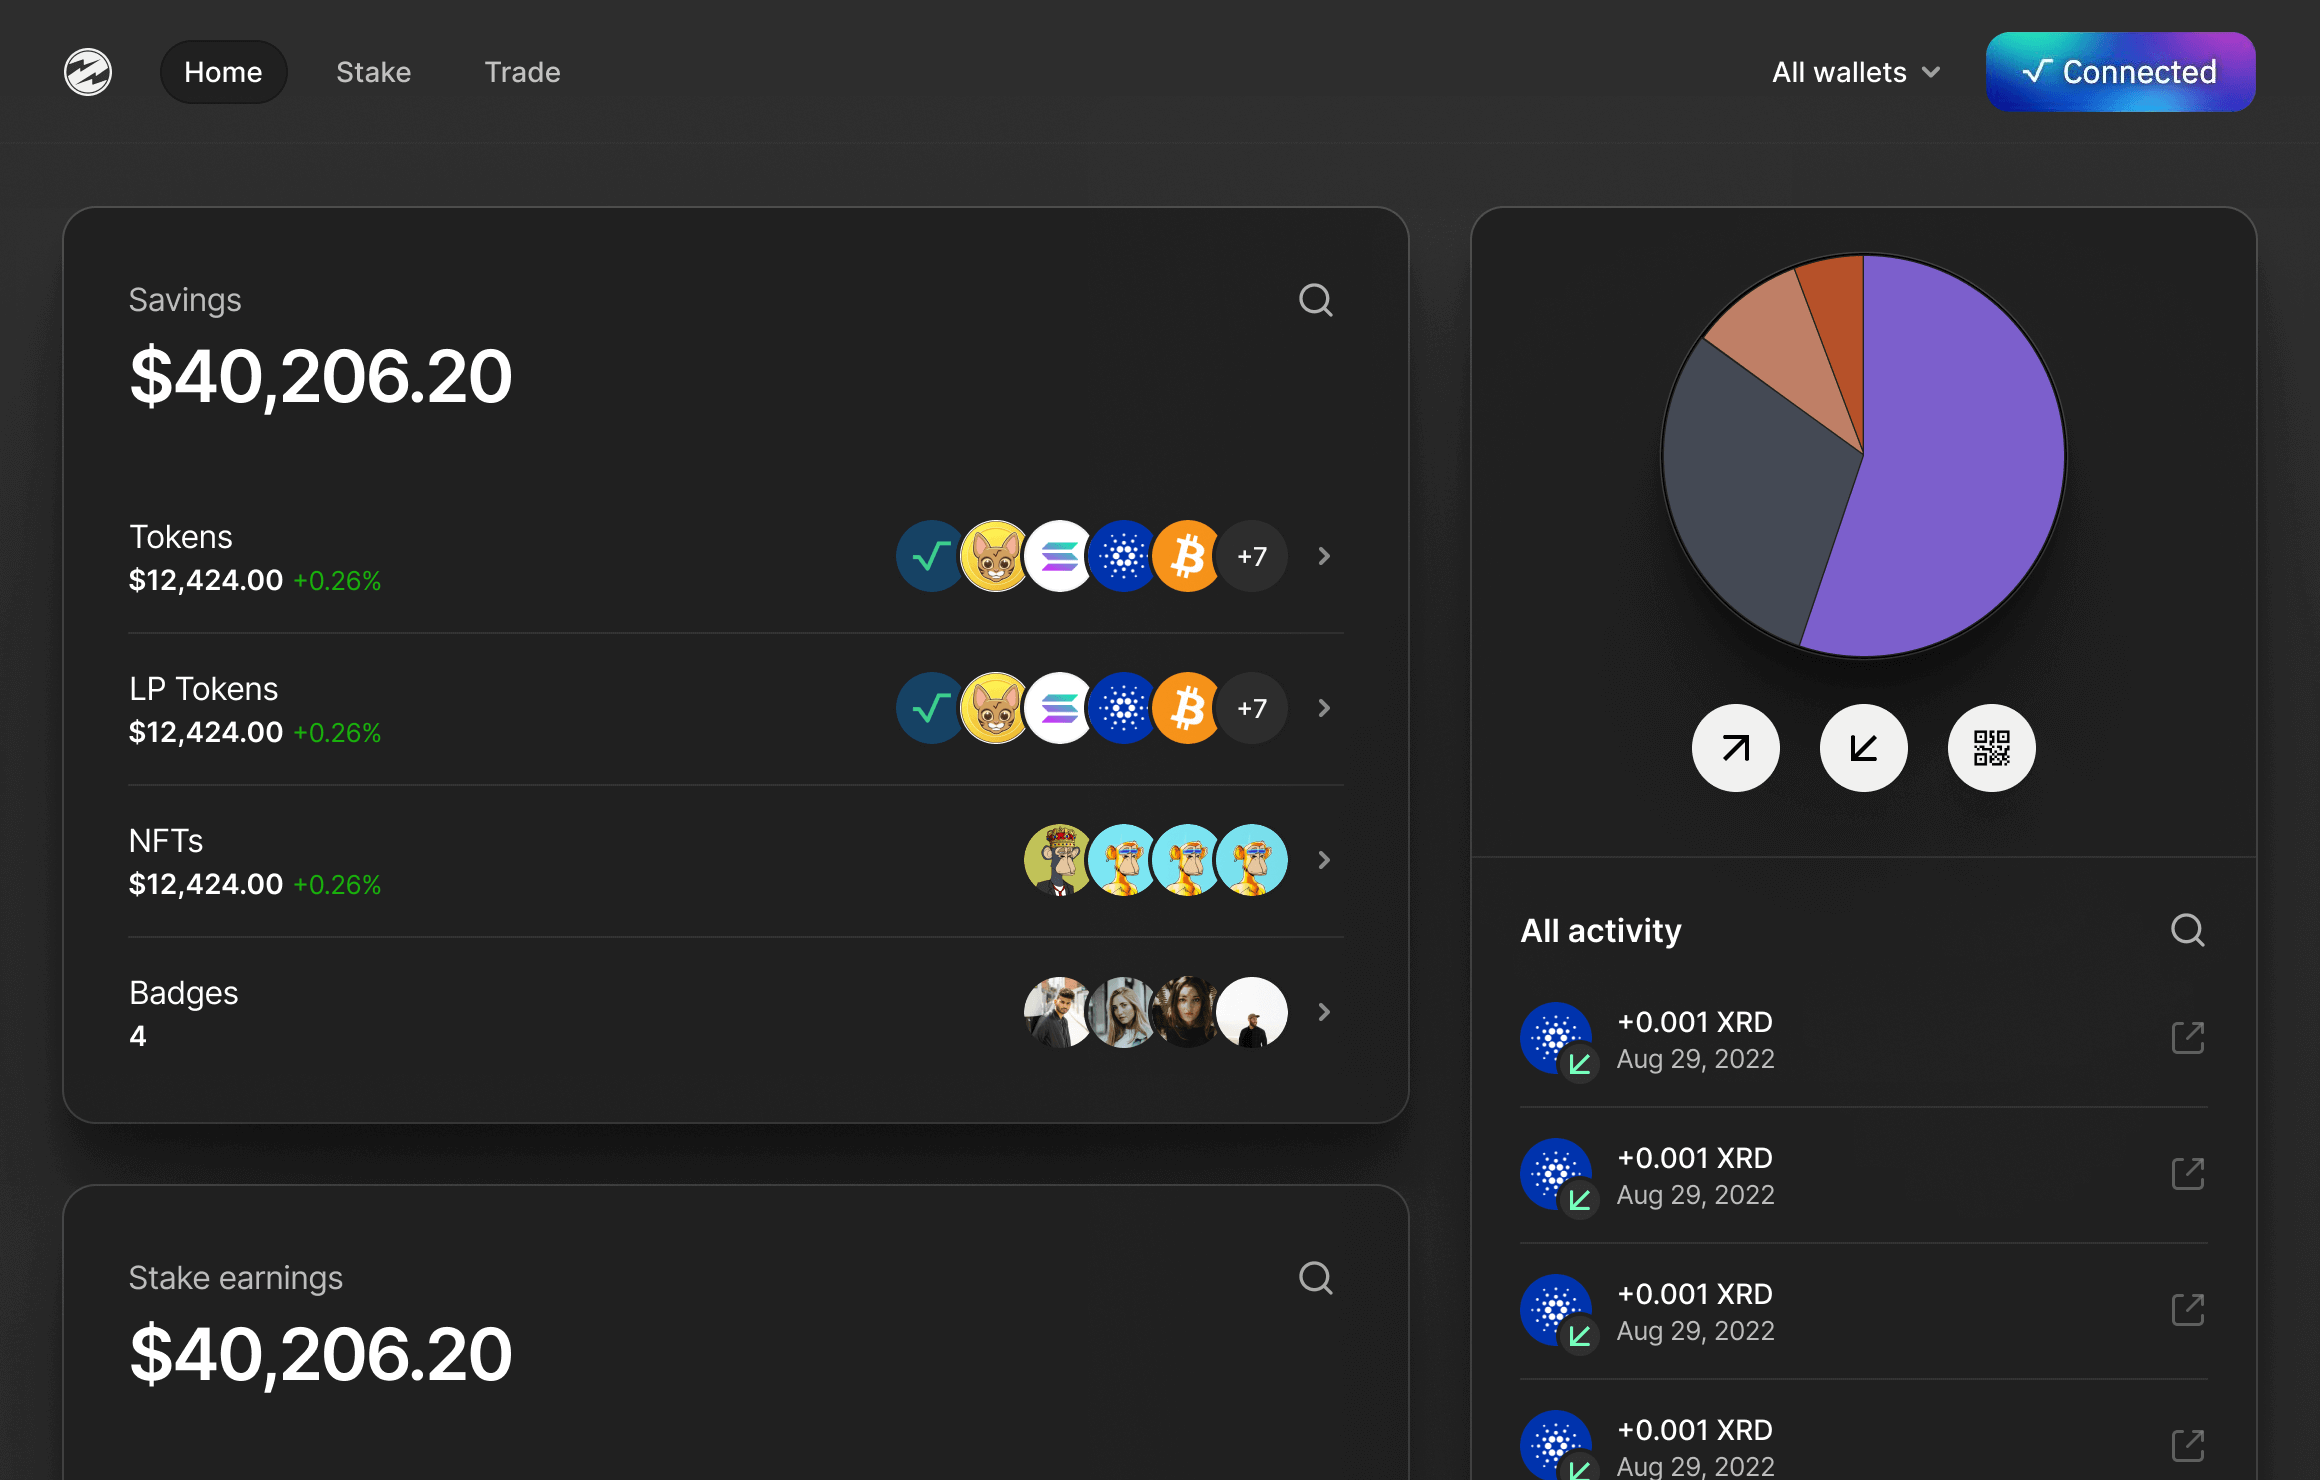 Home
Stake
Trade
All wallets
Connected
Savings
$40,206.20
Tokens
$12,424.00 +0.26%
+7
LP Tokens
$12,424.00 +0.26%
+7
NFTs
$12,424.00 +0.26%
Badges
4
Stake earnings
$40,206.20
All activity
+0.001 XRD
Aug 29, 2022
+0.001 XRD
Aug 29, 2022
+0.001 XRD
Aug 29, 2022
+0.001 XRD
Aug 29, 2022